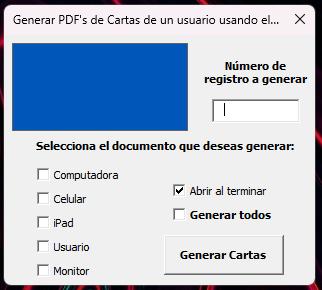 Generar PDF's de Cartas de un usuario usando el...
Número de
registro a generar
Selecciona el documento que deseas generar:
Computadora
Celular
iPad
Usuario
Monitor
Abrir al terminar
Generar todos
Generar Cartas